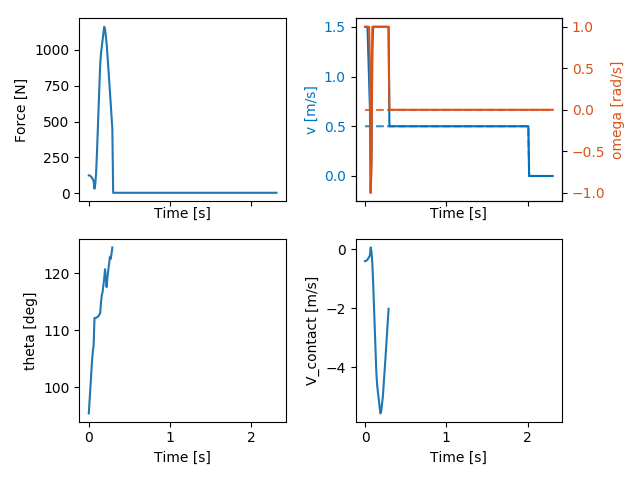 1000
750
500
250
0
Force [N]
Time [s]
1.5
1.0
0.5
0.0
v [m/s]
1.0
0.5
0.0
−0.5
−1.0
omega [rad/s]
Time [s]
120
110
100
theta [deg]
0 1 2
Time [s]
0
−2
−4
V_contact [m/s]
0 1 2
Time [s]